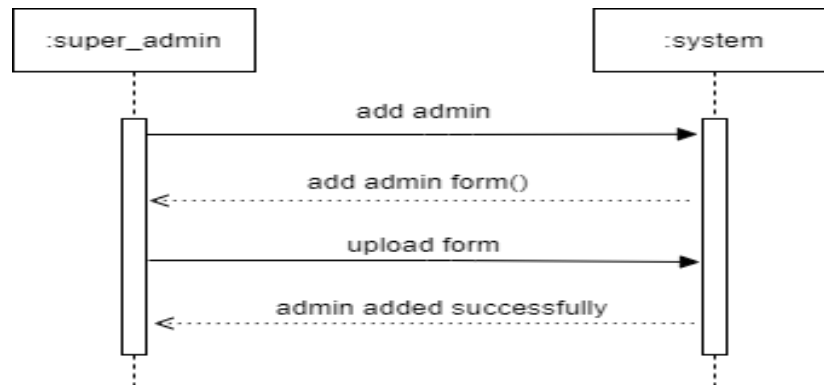 :super_admin
:system
add admin
add admin form()
upload form
admin added successfully